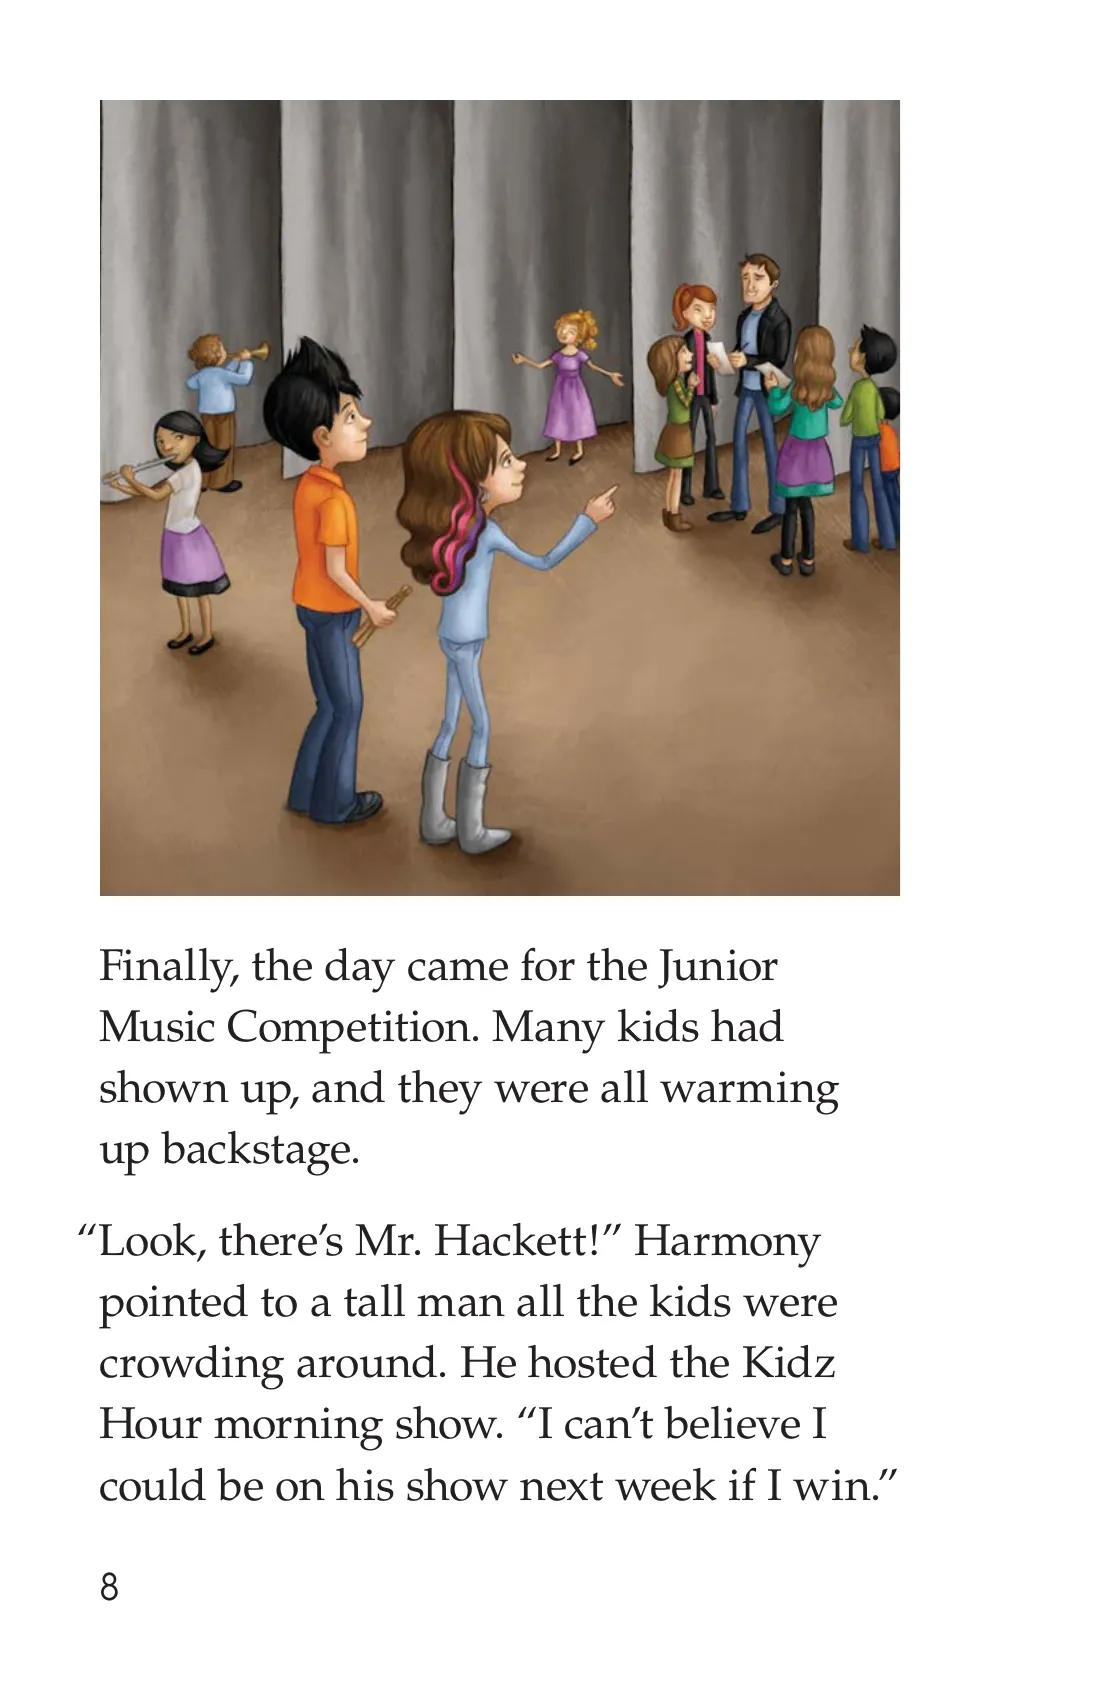 Finally, the day came for the Junior
Music Competition. Many kids had
shown up, and they were all warming
up backstage.
“Look, there’s Mr. Hackett!” Harmony
pointed to a tall man all the kids were
crowding around. He hosted the Kidz
Hour morning show. “I can’t believe I
could be on his show next week if I win.”
8